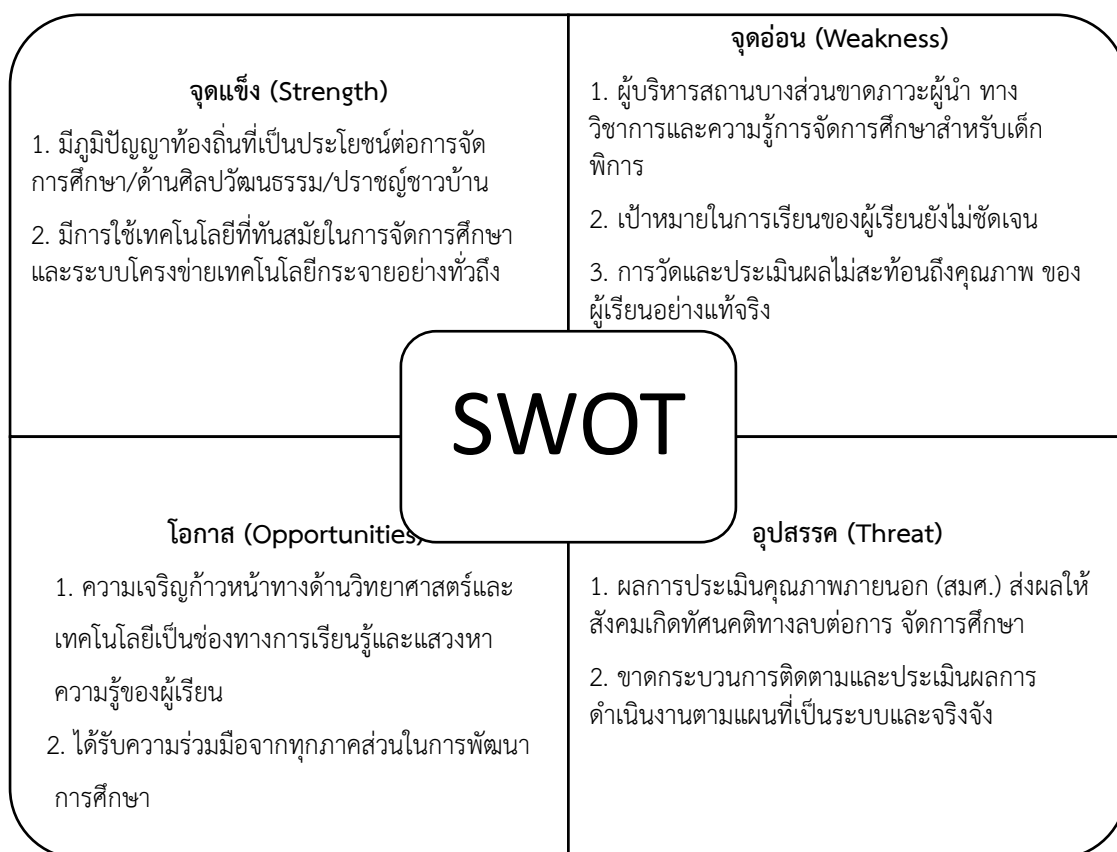 จุดแข็ง (Strength)
1. มีภูมิปัญญาท้องถิ่นที่เป็นประโยชน์ต่อการจัด
การศึกษา/ด้านศิลปวัฒนธรรม/ปราชญ์ชาวบ้าน
2. มีการใช้เทคโนโลยีที่ทันสมัยในการจัดการศึกษา
และระบบโครงข่ายเทคโนโลยีกระจายอย่างทั่วถึง
จุดอ่อน (Weakness)
1. ผู้บริหารสถานบางส่วนขาดภาวะผู้นำ ทาง
วิชาการและความรู้การจัดการศึกษาสำหรับเด็ก
พิการ
2. เป้าหมายในการเรียนของผู้เรียนยังไม่ชัดเจน
3. การวัดและประเมินผลไม่สะท้อนถึงคุณภาพ ของ
ผู้เรียนอย่างแท้จริง
SWOT
โอกาส (Opportunities)
1. ความเจริญก้าวหน้าทางด้านวิทยาศาสตร์และ
เทคโนโลยีเป็นช่องทางการเรียนรู้และแสวงหา
ความรู้ของผู้เรียน
2. ได้รับความร่วมมือจากทุกภาคส่วนในการพัฒนา
การศึกษา
อุปสรรค (Threat)
1. ผลการประเมินคุณภาพภายนอก (สมศ.) ส่งผลให้
สังคมเกิดทัศนคติทางลบต่อการ จัดการศึกษา
2. ขาดกระบวนการติดตามและประเมินผลการ
ดำเนินงานตามแผนที่เป็นระบบและจริงจัง